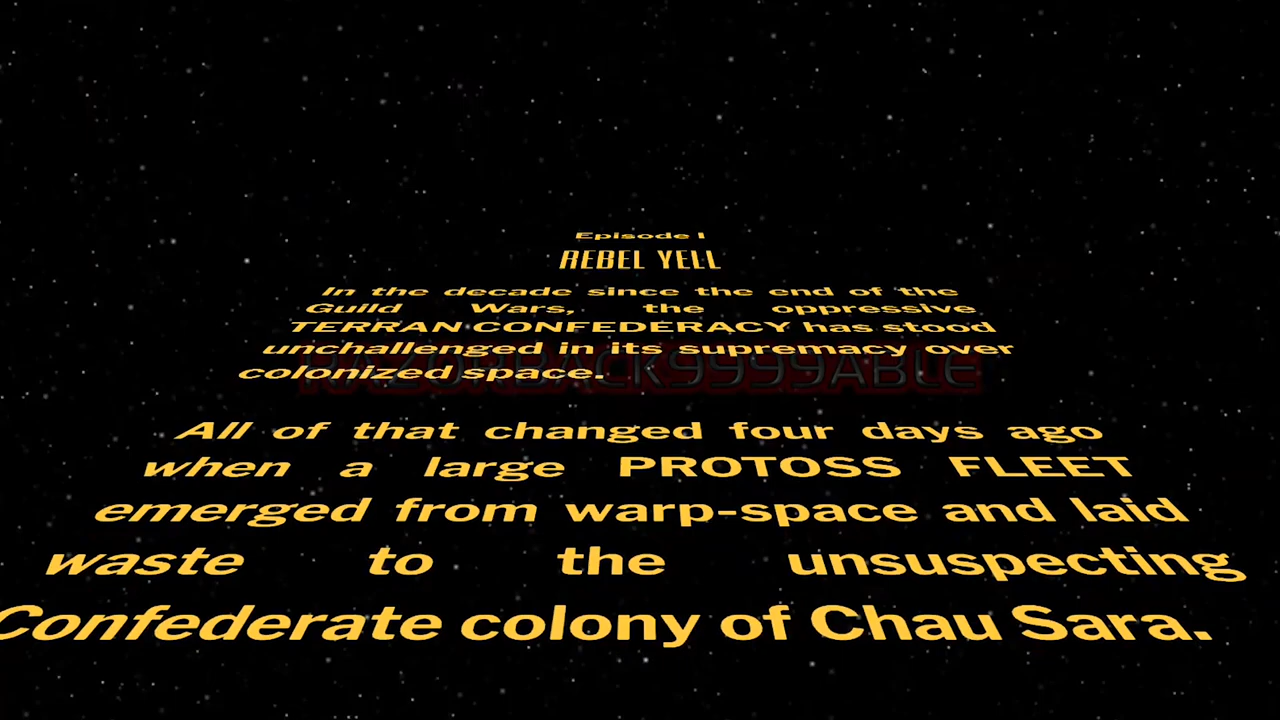 Episode I
REBEL YELL
In the decade since the end of the
Guild Wars, the oppressive
TERRAN CONFEDERACY has stood
unchallenged in its supremacy over
colonized space.
RAZORBACK9999ABLE
All of that changed four days ago
when a large PROTOSS FLEET
emerged from warp-space and laid
waste to the unsuspecting
Confederate colony of Chau Sara.